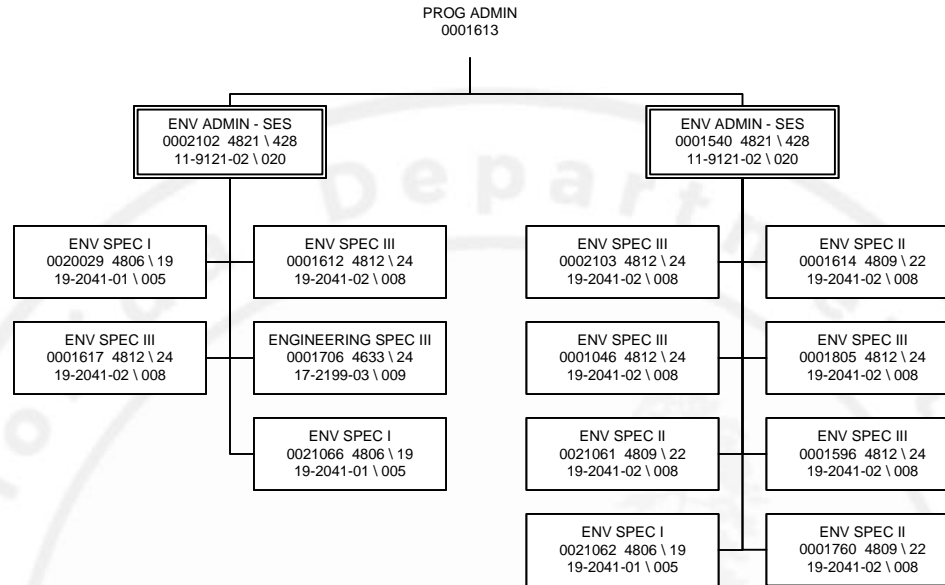 PROG ADMIN
0001613
ENV ADMIN - SES
0002102 4821 \ 428
11-9121-02 \ 020
ENV ADMIN - SES
0001540 4821 \ 428
11-9121-02 \ 020
ENV SPEC I
0020029 4806 \ 19
19-2041-01 \ 005
ENV SPEC III
0001612 4812 \ 24
19-2041-02 \ 008
ENV SPEC III
0002103 4812 \ 24
19-2041-02 \ 008
ENV SPEC II
0001614 4809 \ 22
19-2041-02 \ 008
ENV SPEC III
0001617 4812 \ 24
19-2041-02 \ 008
ENGINEERING SPEC III
0001706 4633 \ 24
17-2199-03 \ 009
ENV SPEC III
0001046 4812 \ 24
19-2041-02 \ 008
ENV SPEC III
0001805 4812 \ 24
19-2041-02 \ 008
ENV SPEC I
0021066 4806 \ 19
19-2041-01 \ 005
ENV SPEC II
0021061 4809 \ 22
19-2041-02 \ 008
ENV SPEC III
0001596 4812 \ 24
19-2041-02 \ 008
ENV SPEC I
0021062 4806 \ 19
19-2041-01 \ 005
ENV SPEC II
0001760 4809 \ 22
19-2041-02 \ 008